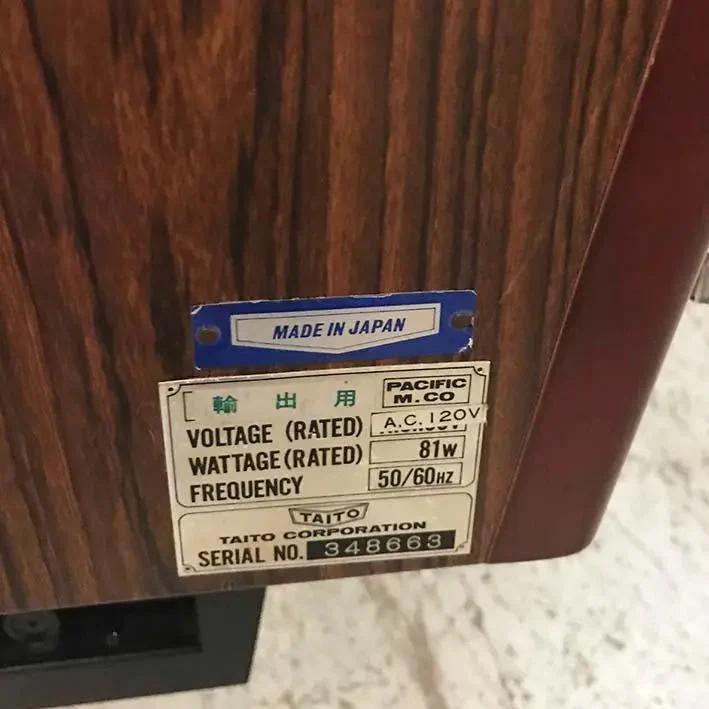 MADE IN JAPAN
輸出用
PACIFIC
M.CO
VOLTAGE (RATED) A.C. 120V
WATTAGE (RATED) 81W
FREQUENCY 50/60HZ
TAITO
TAITO CORPORATION
SERIAL NO. 348663